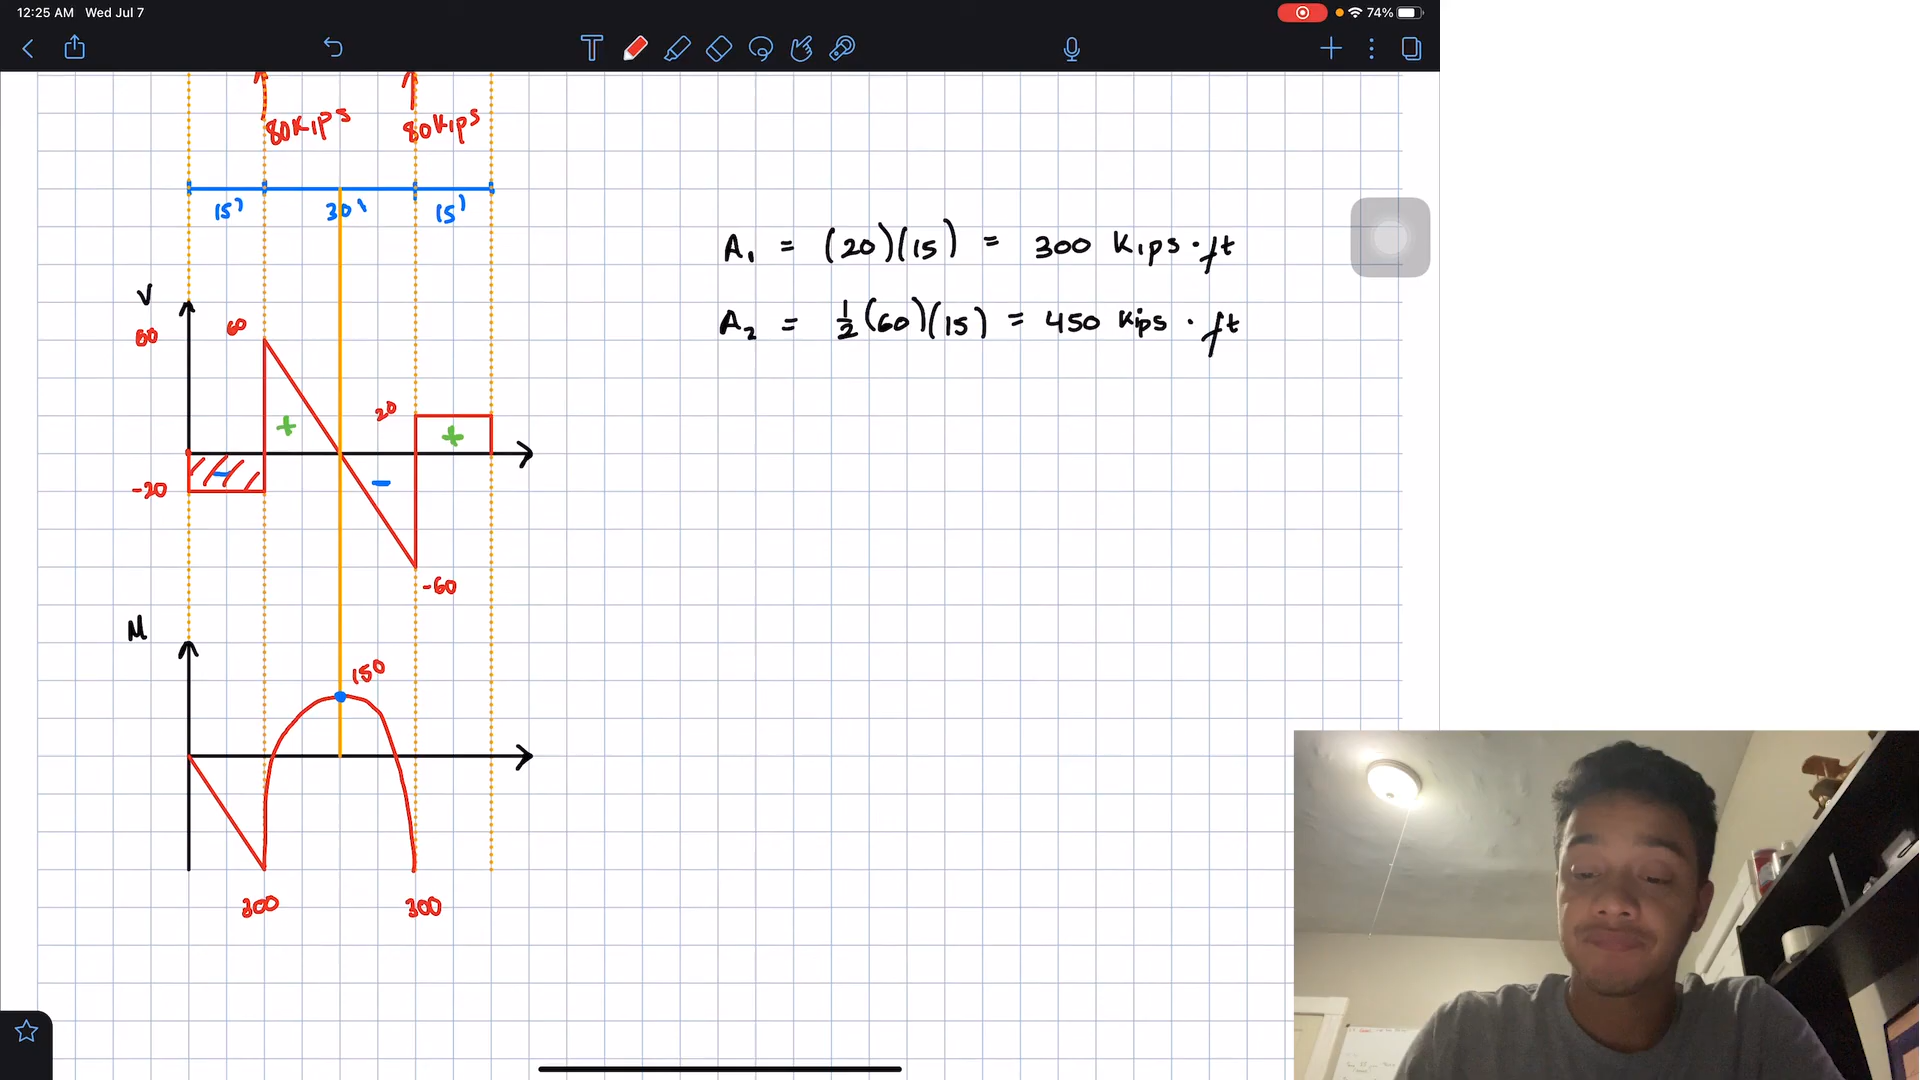 12:25 AM Wed Jul 7
74%
80Kips 80Kips
15' 30' 15'
A₁ = (20)(15) = 300 Kips·ft
V
80 60
A₂ = ½(60)(15) = 450 Kips·ft
20
+
+
-
-
-20
-60
M
150
300 300